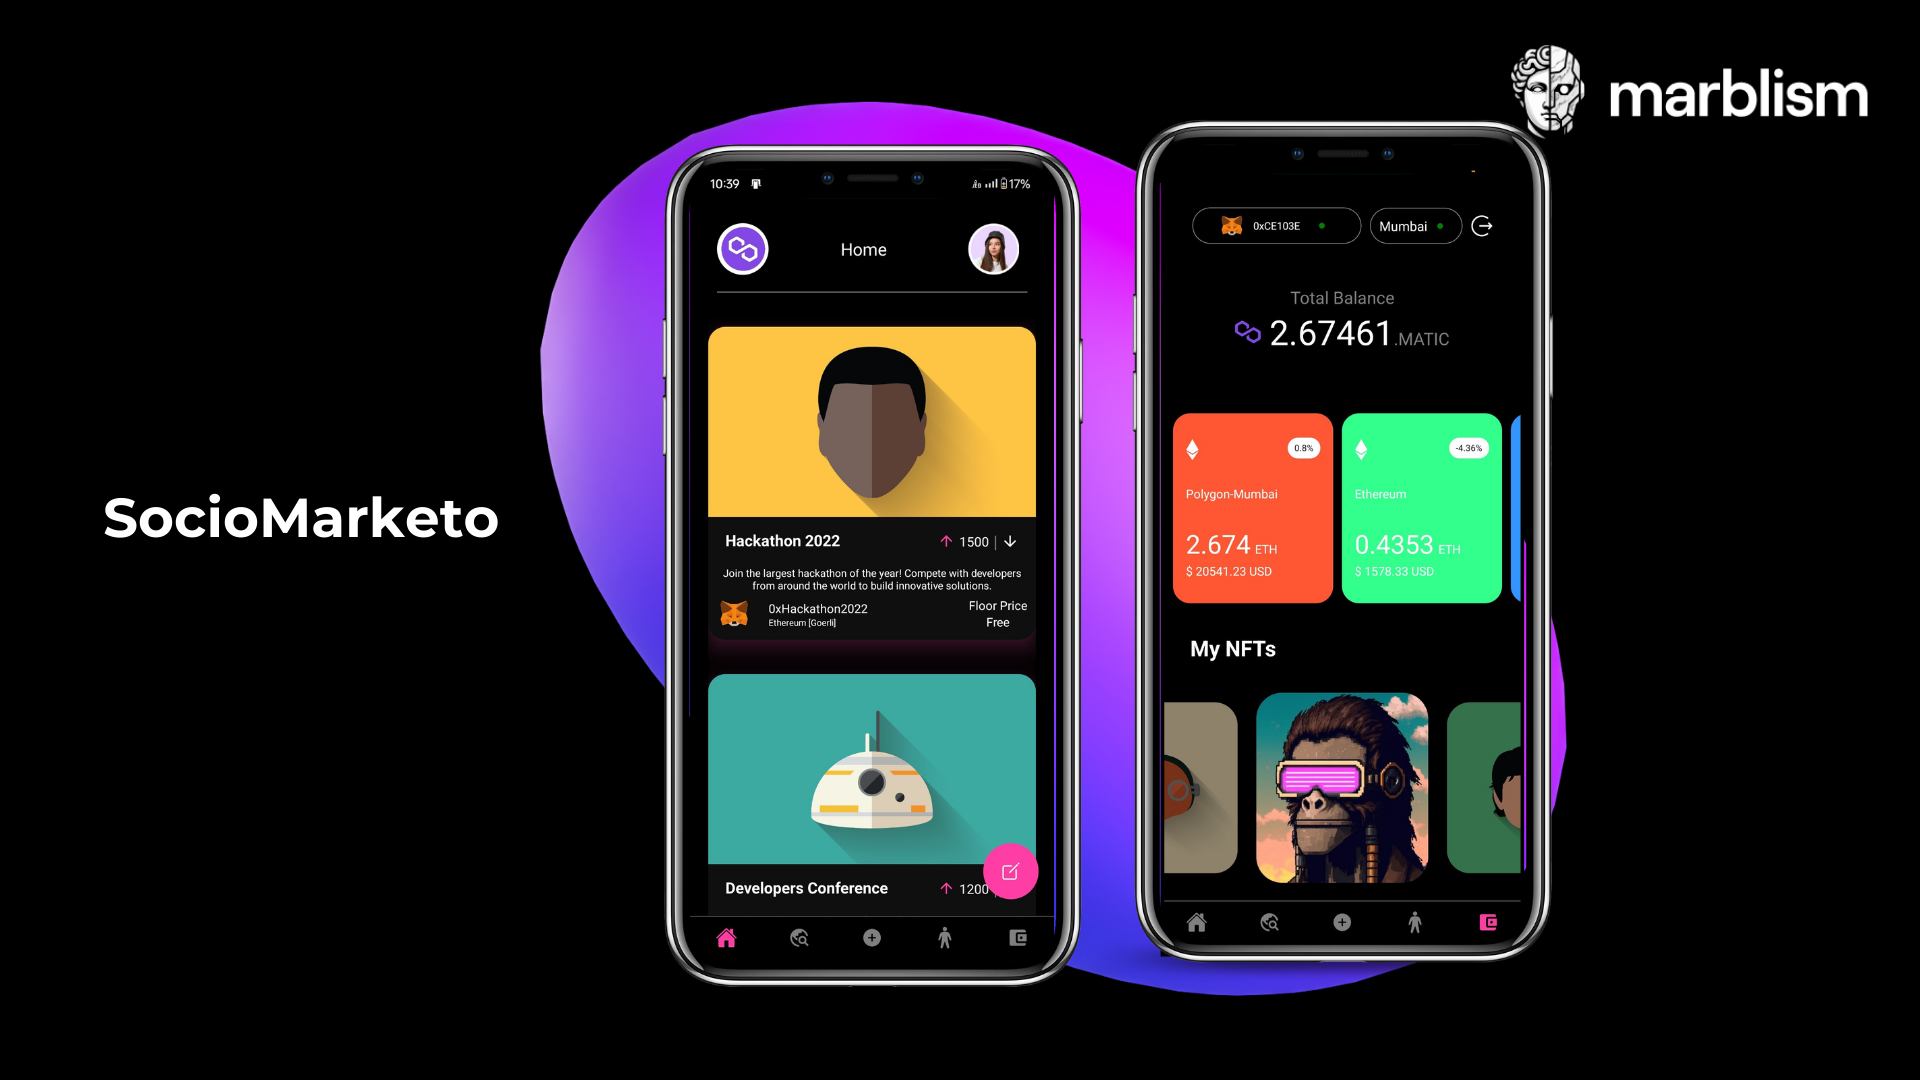 marblism
SocioMarketo
10:39
17%
Home
Hackathon 2022
1500
Join the largest hackathon of the year! Compete with developers
from around the world to build innovative solutions.
0xHackathon2022
Ethereum [Goerli]
Floor Price
Free
Developers Conference
1200
0xCE103E
Mumbai
Total Balance
2.67461 .MATIC
0.8%
Polygon-Mumbai
2.674 ETH
$ 20541.23 USD
-4.36%
Ethereum
0.4353 ETH
$ 1578.33 USD
My NFTs